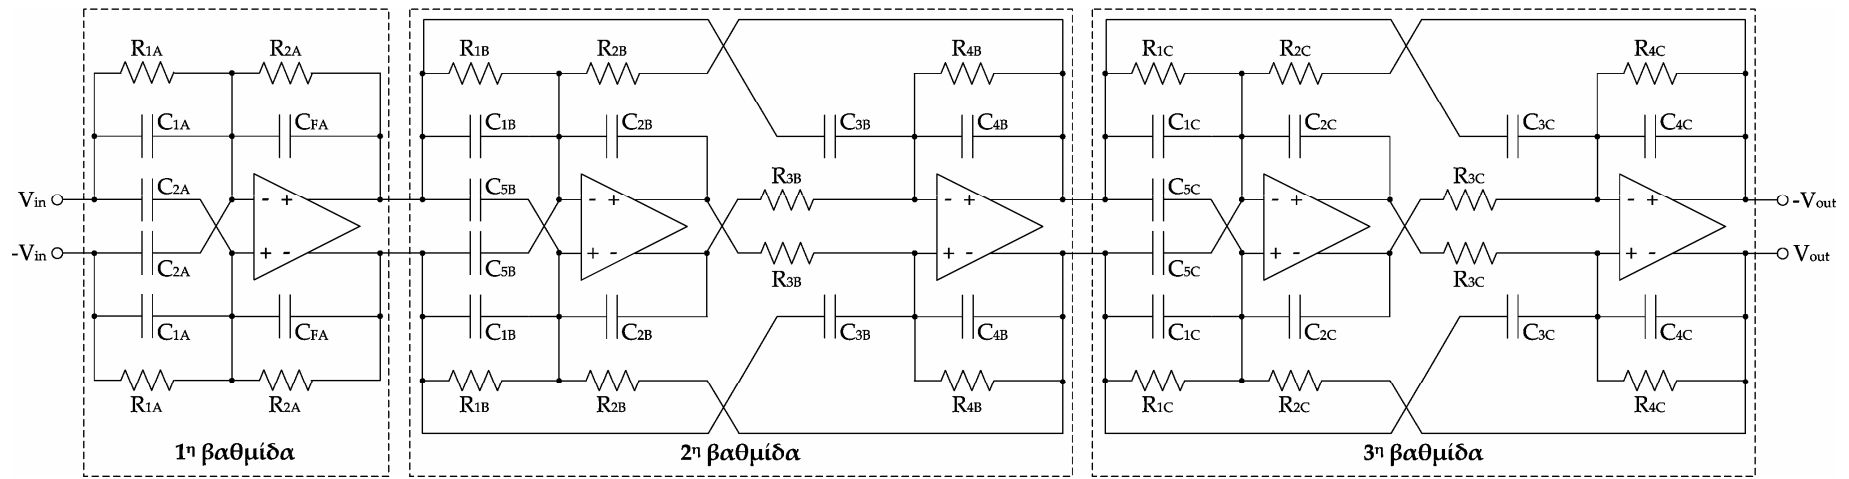 R1A R2A R1B R2B R4B R1C R2C R4C
C1A CFA C1B C2B C3B C4B C1C C2C C3C C4C
C2A C5B R3B C5C R3C
Vin - + - + - + - + - + -Vout
-Vin + - + - + - + - + - Vout
C2A C5B R3B C5C R3C
C1A CFA C1B C2B C3B C4B C1C C2C C3C C4C
R1A R2A R1B R2B R4B R1C R2C R4C
1η βαθμίδα 2η βαθμίδα 3η βαθμίδα